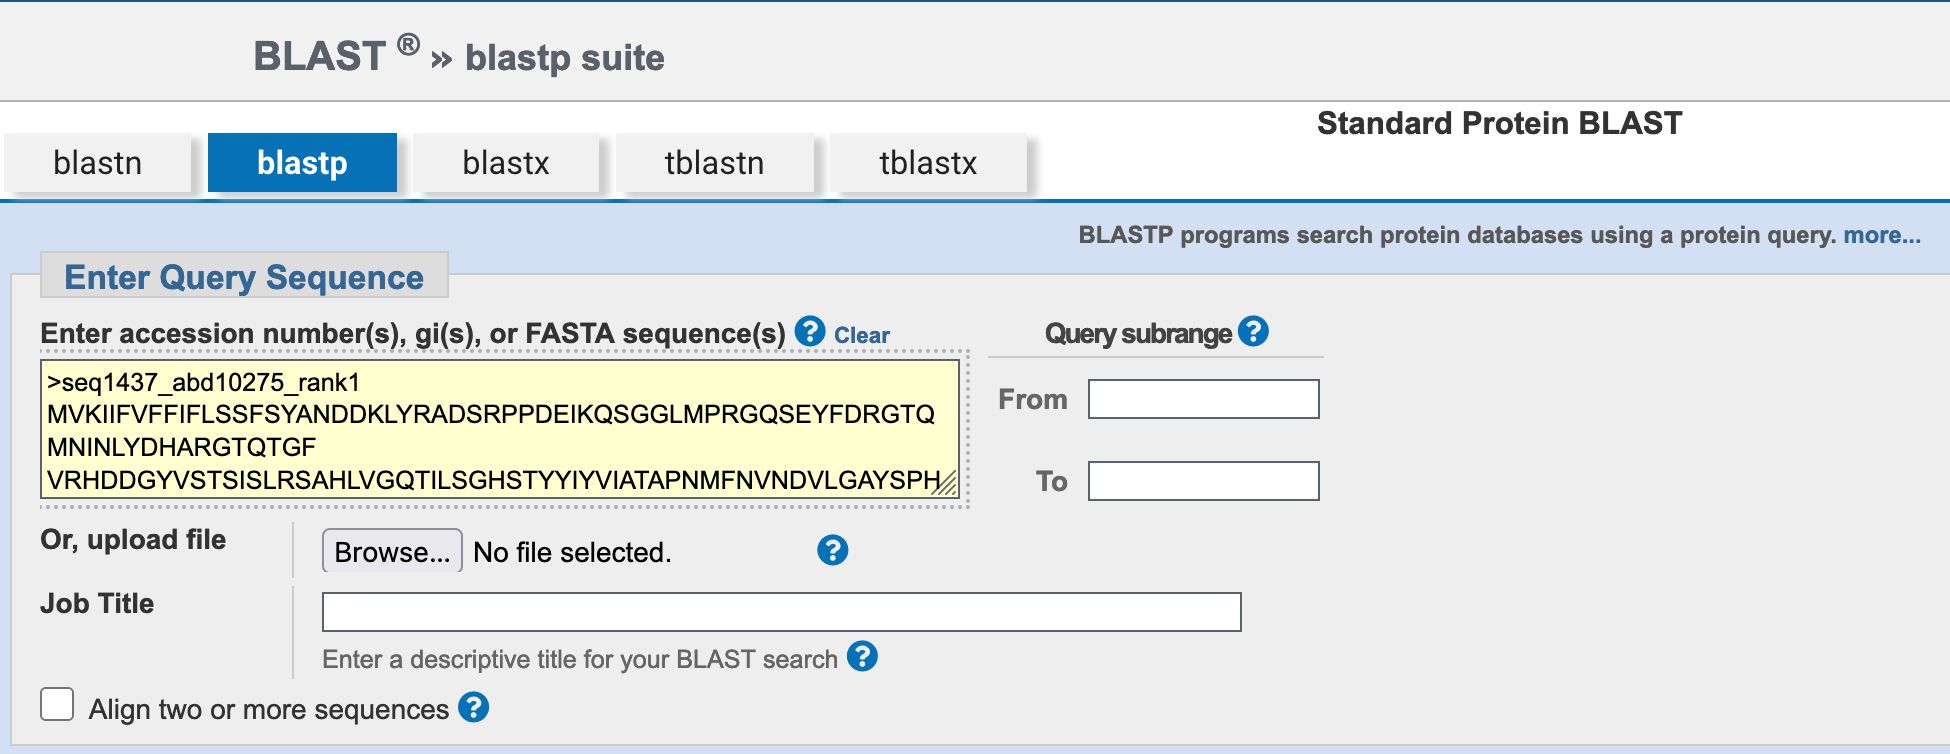 BLAST ® » blastp suite
Standard Protein BLAST
blastn blastp blastx tblastn tblastx
BLASTP programs search protein databases using a protein query. more...
Enter Query Sequence
Enter accession number(s), gi(s), or FASTA sequence(s) ? Clear
Query subrange ?
>seq1437_abd10275_rank1
MVKIIFVFFIFLSSFSYANDDKLYRADSRPPDEIKQSGGLMPRGQSEYFDRGTQ
MNINLYDHARGTQTGF
VRHDDGYVSTSISLRSAHLVGQTILSGHSTYYIYVIATAPNMFNVNDVLGAYSPH
From
To
Or, upload file
Browse... No file selected. ?
Job Title
Enter a descriptive title for your BLAST search ?
Align two or more sequences ?